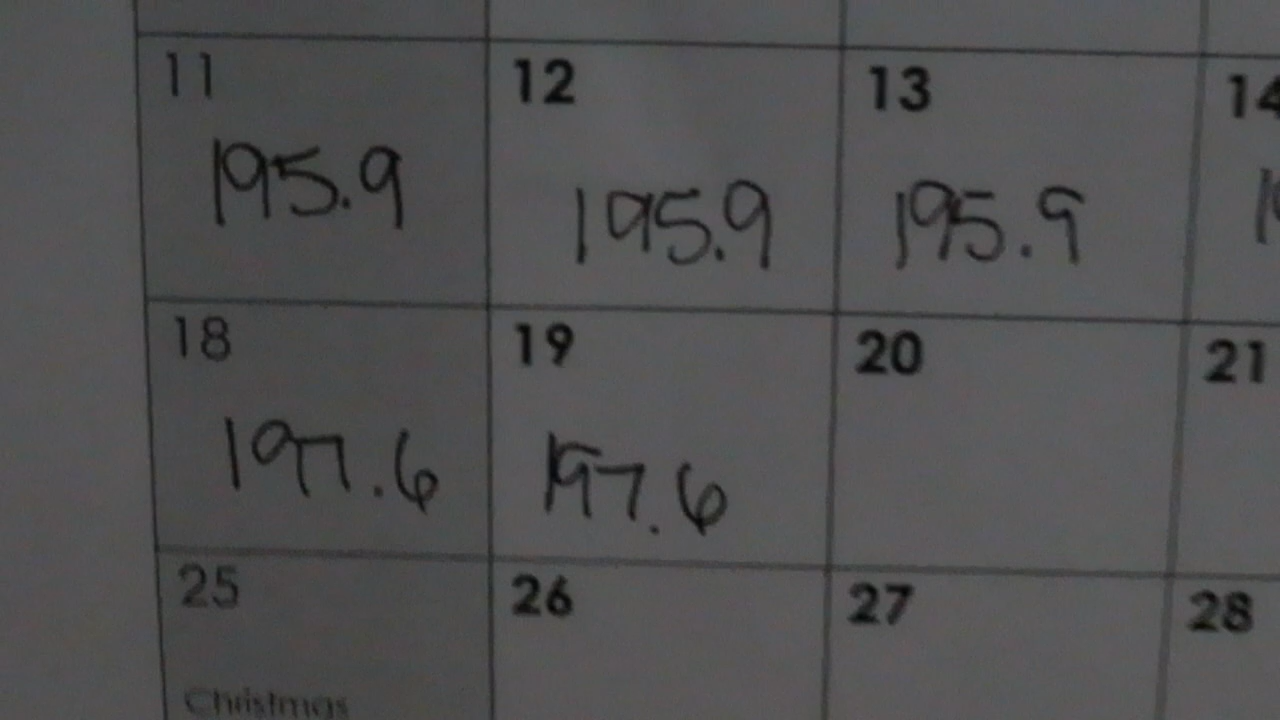 11 12 13 14
195.9 195.9 195.9
18 19 20 21
197.6 197.6
25 26 27 28
Christmas